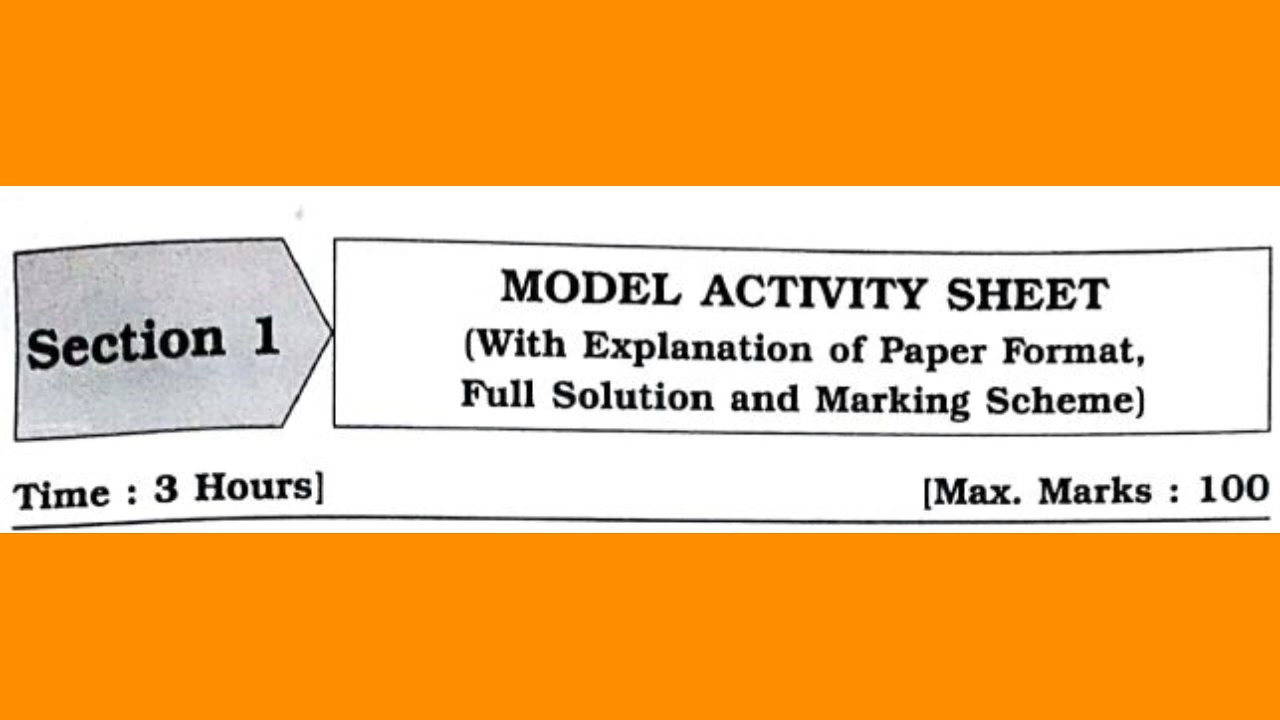 Section 1
MODEL ACTIVITY SHEET
(With Explanation of Paper Format,
Full Solution and Marking Scheme)
Time : 3 Hours]
[Max. Marks : 100